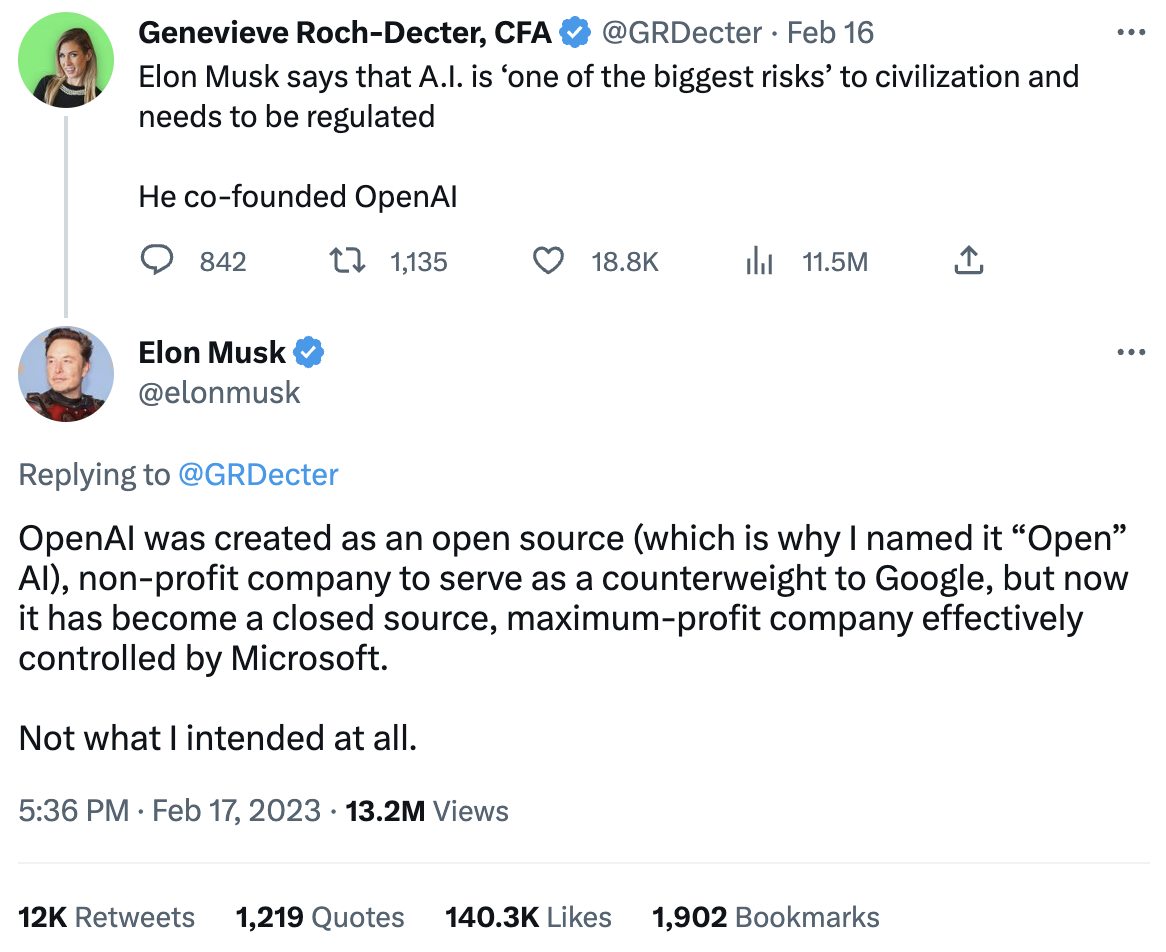 Genevieve Roch-Decter, CFA @GRDecter · Feb 16
Elon Musk says that A.I. is ‘one of the biggest risks’ to civilization and
needs to be regulated
He co-founded OpenAI
842 1,135 18.8K 11.5M
Elon Musk
@elonmusk
Replying to @GRDecter
OpenAI was created as an open source (which is why I named it “Open”
AI), non-profit company to serve as a counterweight to Google, but now
it has become a closed source, maximum-profit company effectively
controlled by Microsoft.
Not what I intended at all.
5:36 PM · Feb 17, 2023 · 13.2M Views
12K Retweets 1,219 Quotes 140.3K Likes 1,902 Bookmarks